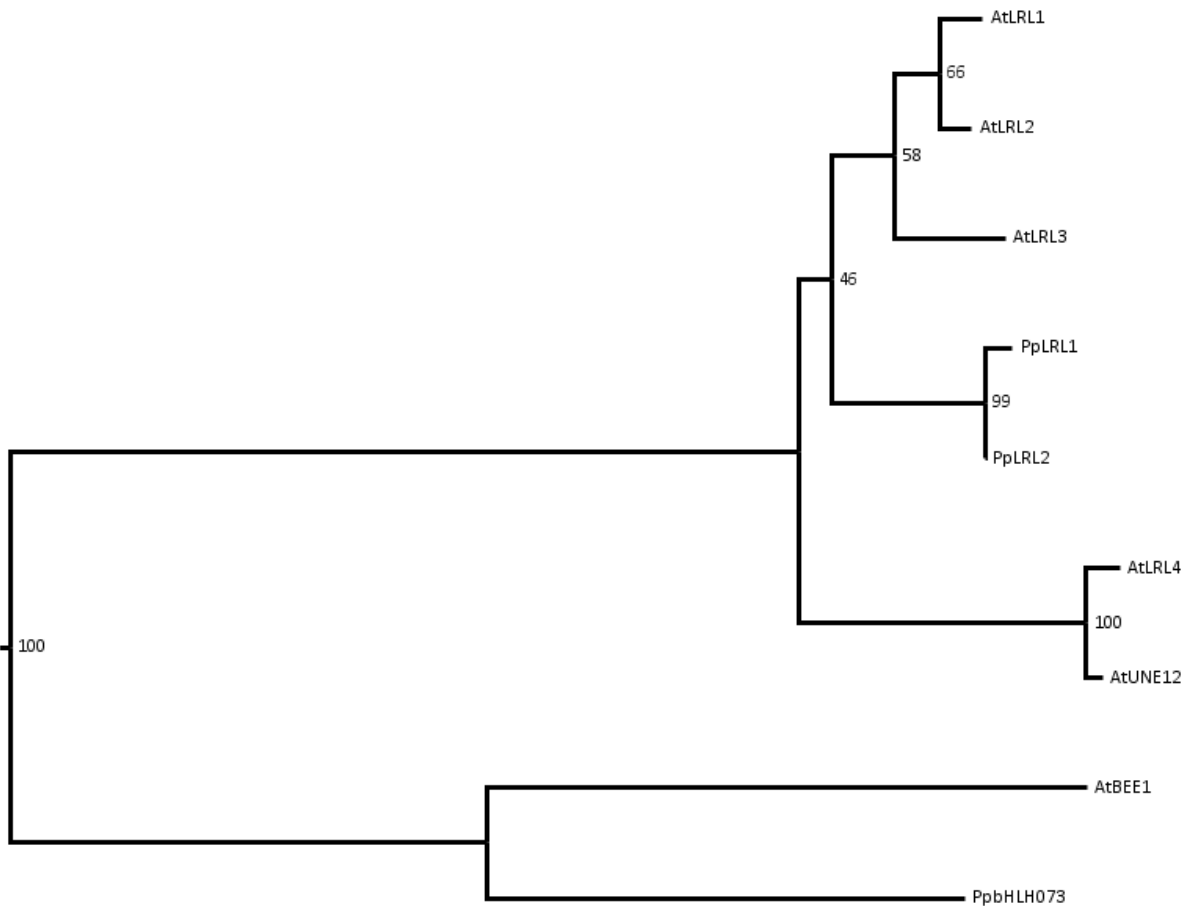 AtLRL1
66
AtLRL2
58
AtLRL3
46
PpLRL1
99
PpLRL2
AtLRL4
100
AtUNE12
100
AtBEE1
PpbHLH073